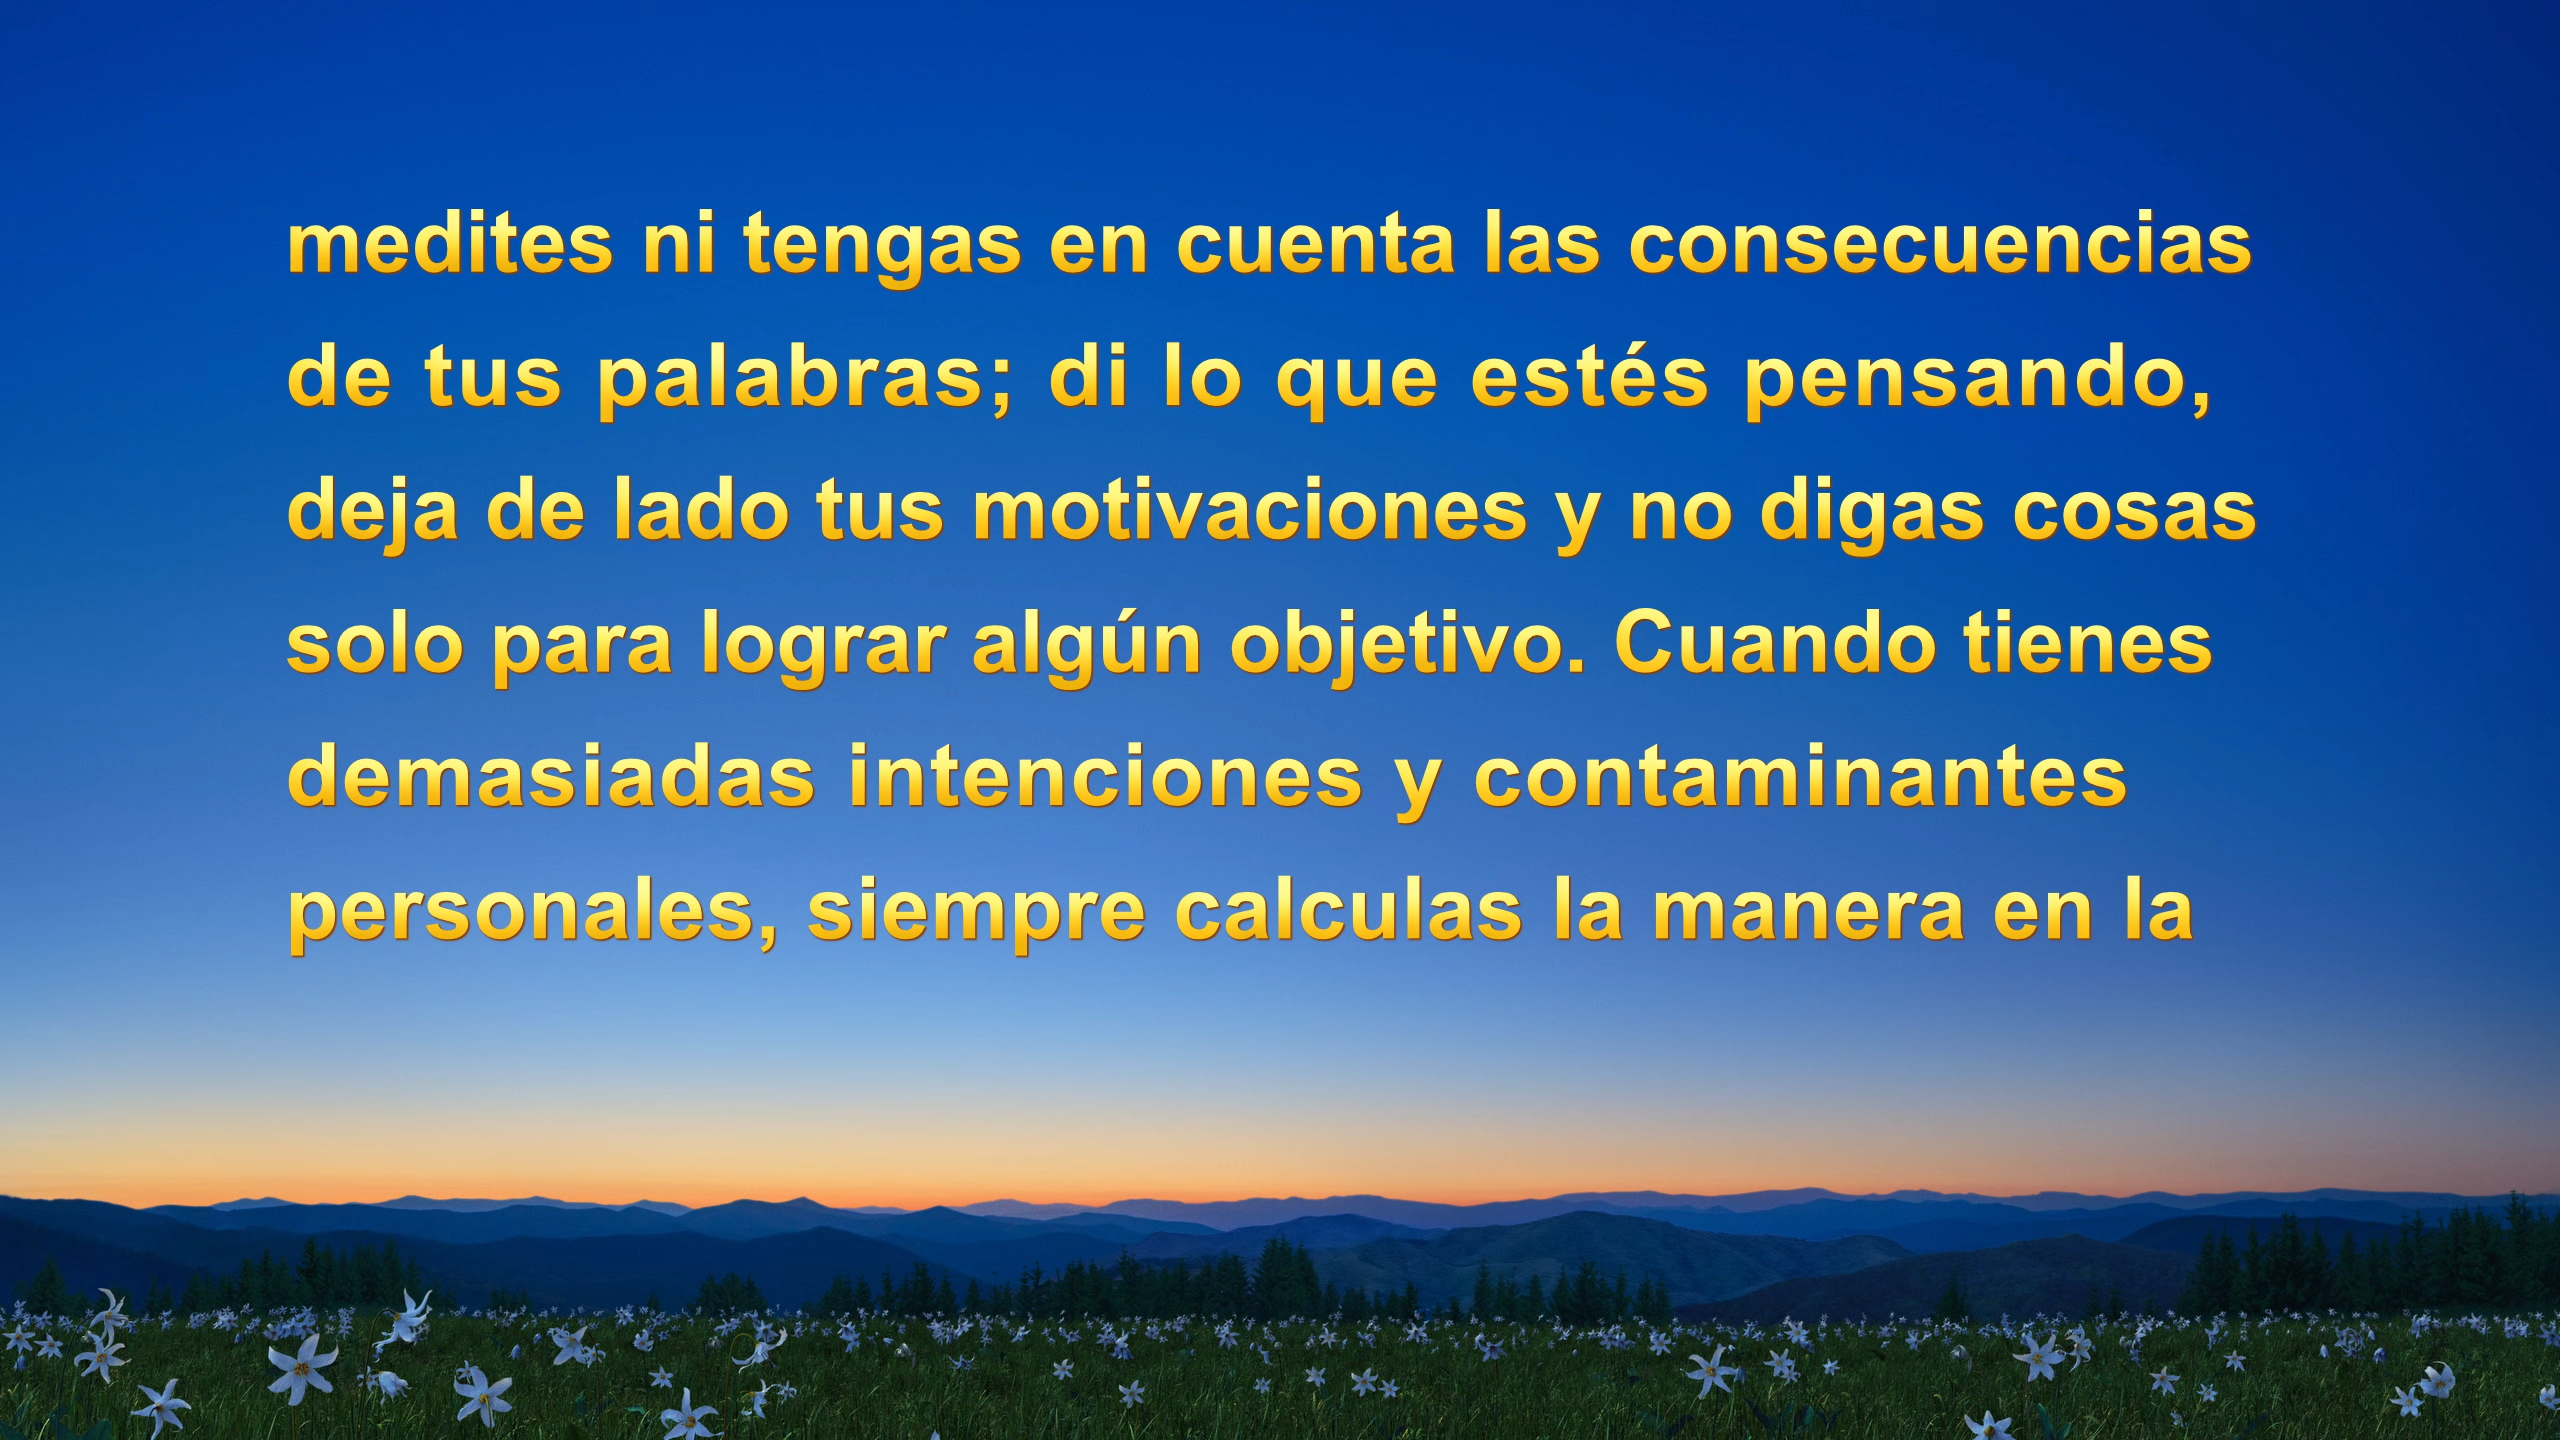 medites ni tengas en cuenta las consecuencias
de tus palabras; di lo que estés pensando,
deja de lado tus motivaciones y no digas cosas
solo para lograr algún objetivo. Cuando tienes
demasiadas intenciones y contaminantes
personales, siempre calculas la manera en la